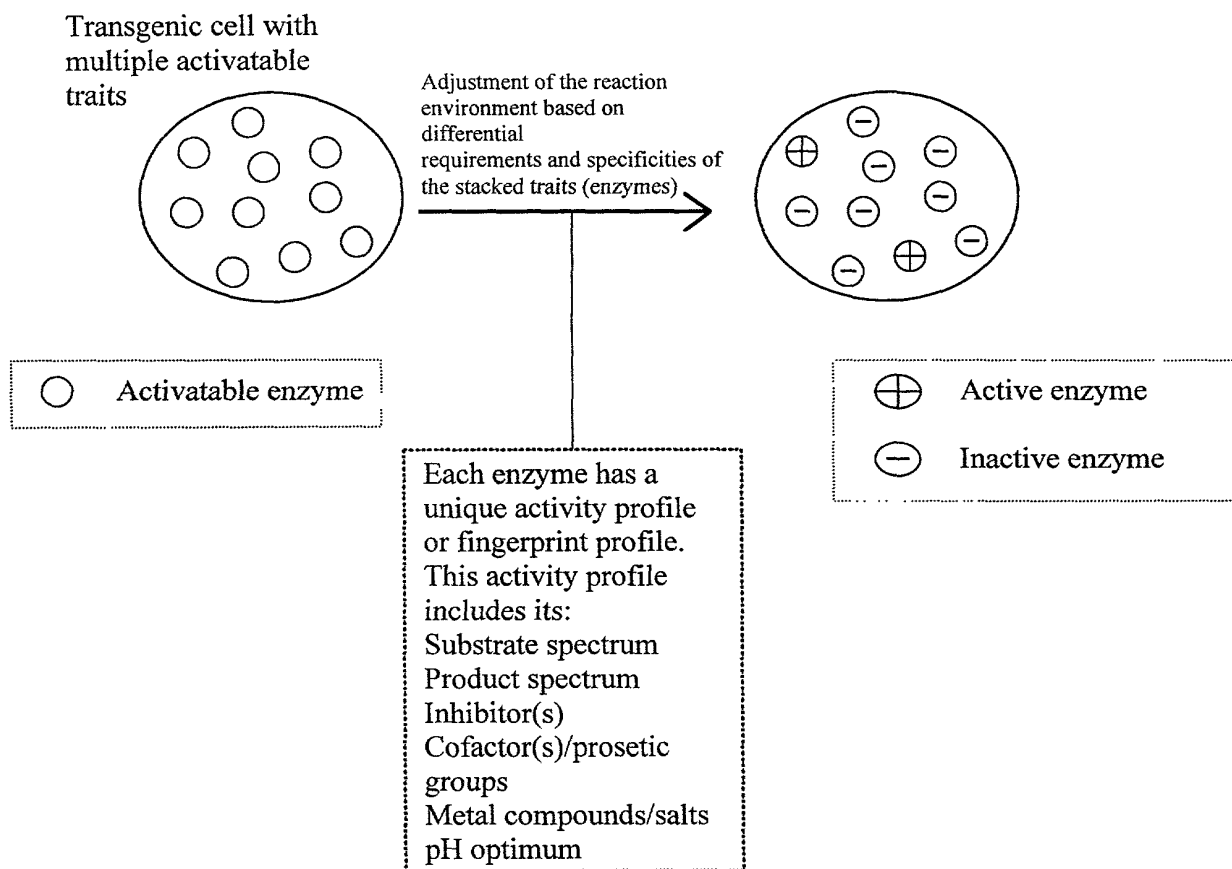 Transgenic cell with
multiple activatable
traits
Adjustment of the reaction
environment based on
differential
requirements and specificities of
the stacked traits (enzymes)
Activatable enzyme
Active enzyme
Inactive enzyme
Each enzyme has a
unique activity profile
or fingerprint profile.
This activity profile
includes its:
Substrate spectrum
Product spectrum
Inhibitor(s)
Cofactor(s)/prosetic
groups
Metal compounds/salts
pH optimum